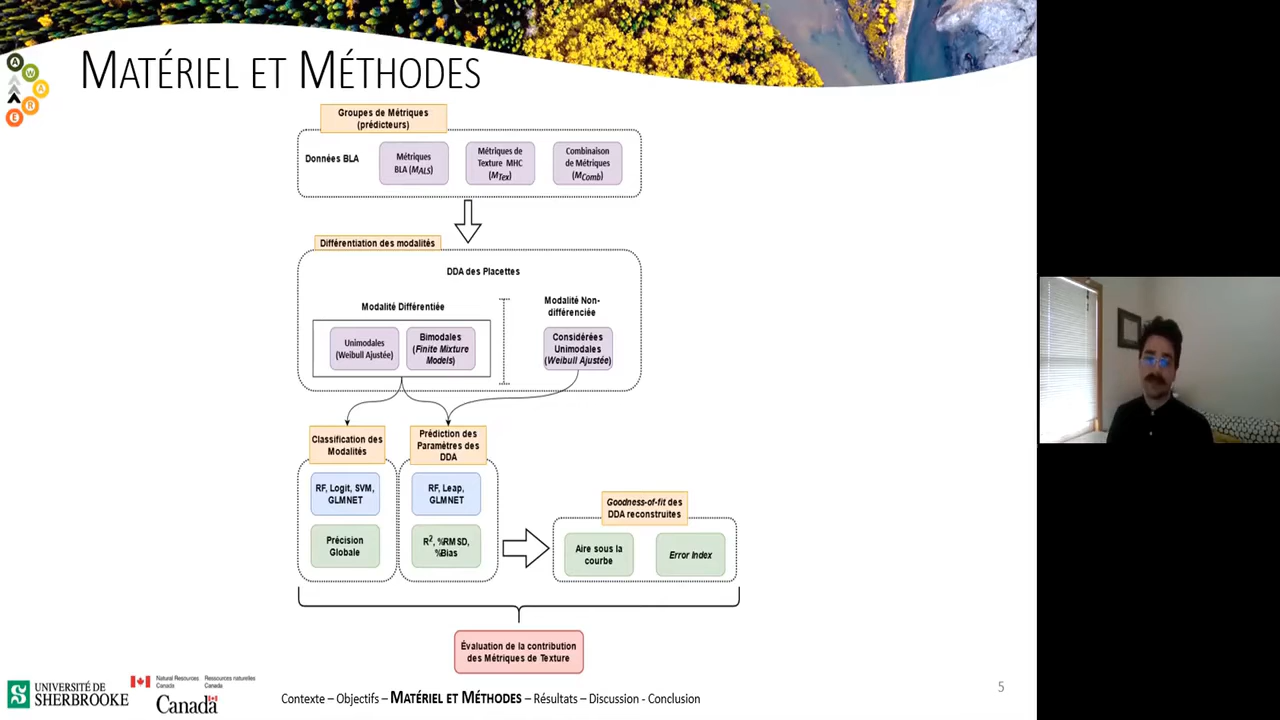 A
W
A
R
E
MATÉRIEL ET MÉTHODES
Groupes de Métriques
(prédicteurs)
Données BLA
Métriques
BLA (MALS)
Métriques de
Texture MHC
(MTex)
Combinaison
de Métriques
(MComb)
Différentiation des modalités
DDA des Placettes
Modalité Différentiée
Modalité Non-
différenciée
Unimodales
(Weibull Ajustée)
Bimodales
(Finite Mixture
Models)
Considérées
Unimodales
(Weibull Ajustée)
Classification des
Modalités
Prédiction des
Paramètres des
DDA
RF, Logit, SVM,
GLMNET
RF, Leap,
GLMNET
Précision
Globale
R², %RMSD,
%Bias
Goodness-of-fit des
DDA reconstruites
Aire sous la
courbe
Error Index
Évaluation de la contribution
des Métriques de Texture
UNIVERSITÉ DE
SHERBROOKE
Natural Resources
Canada
Ressources naturelles
Canada
Canada
Contexte – Objectifs – MATÉRIEL ET MÉTHODES – Résultats – Discussion - Conclusion
5